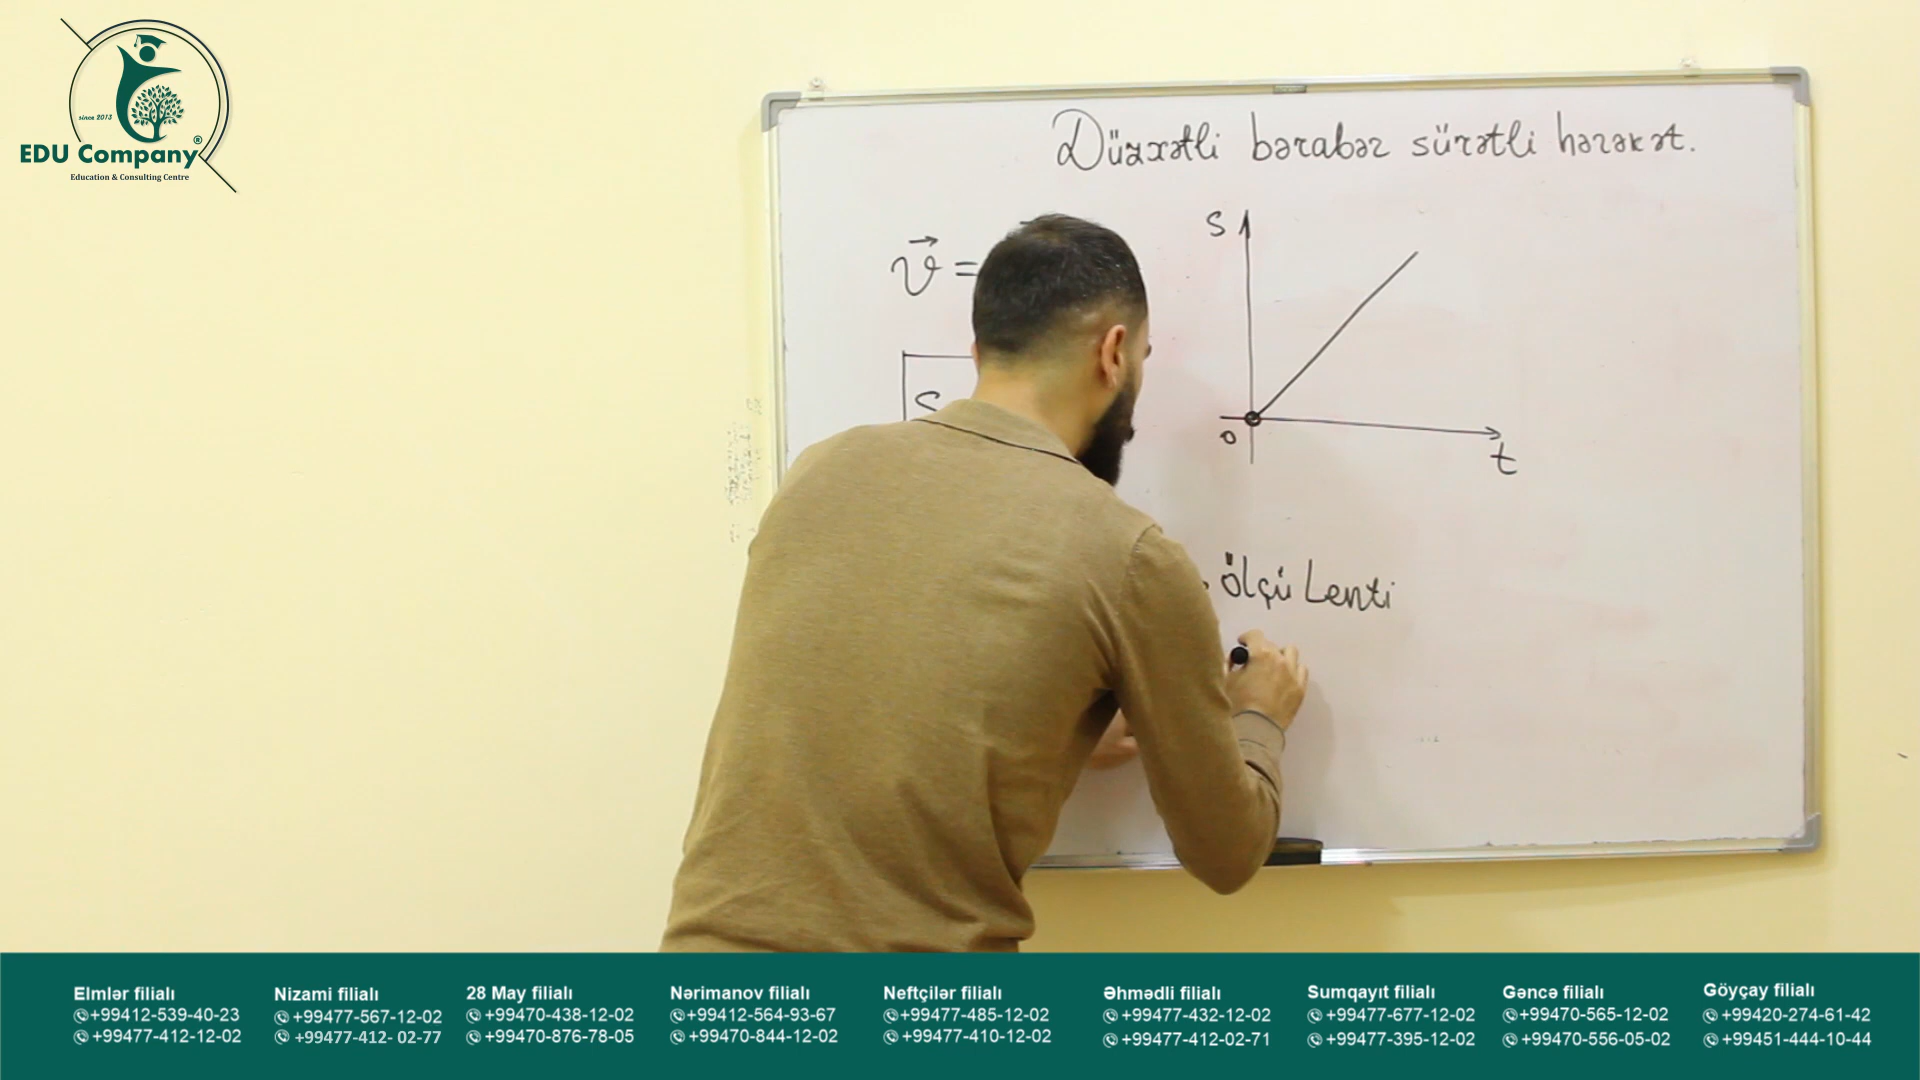 since 2013
EDU Company®
Education & Consulting Centre
Düzxətli bərabər sürətli hərəkət.
v =
S
S
0
t
ölçü Lenti
Elmlər filialı
+99412-539-40-23
+99477-412-12-02
Nizami filialı
+99477-567-12-02
+99477-412- 02-77
28 May filialı
+99470-438-12-02
+99470-876-78-05
Nərimanov filialı
+99412-564-93-67
+99470-844-12-02
Neftçilər filialı
+99477-485-12-02
+99477-410-12-02
Əhmədli filialı
+99477-432-12-02
+99477-412-02-71
Sumqayıt filialı
+99477-677-12-02
+99477-395-12-02
Gəncə filialı
+99470-565-12-02
+99470-556-05-02
Göyçay filialı
+99420-274-61-42
+99451-444-10-44